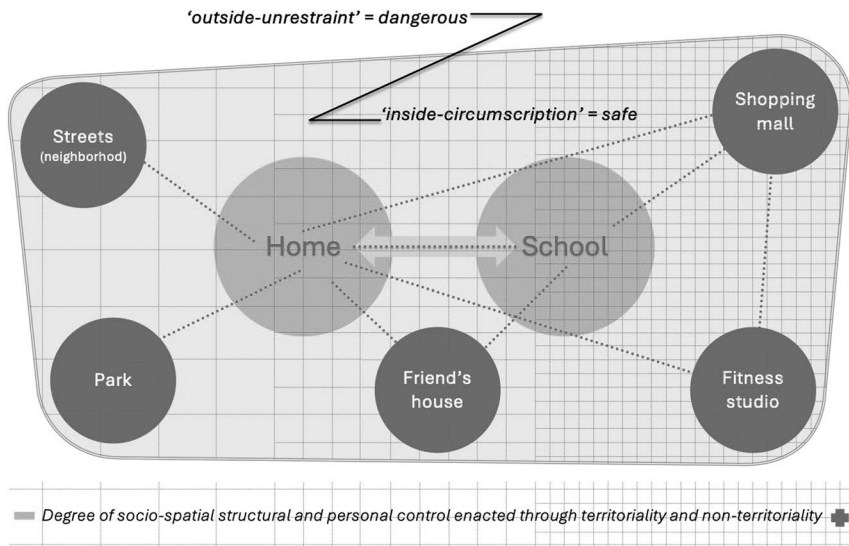 ‘outside-unrestraint’ = dangerous
‘inside-circumscription’ = safe
Shopping
mall
Streets
(neighborhod)
Home
School
Park
Friend's
house
Fitness
studio
Degree of socio-spatial structural and personal control enacted through territoriality and non-territoriality